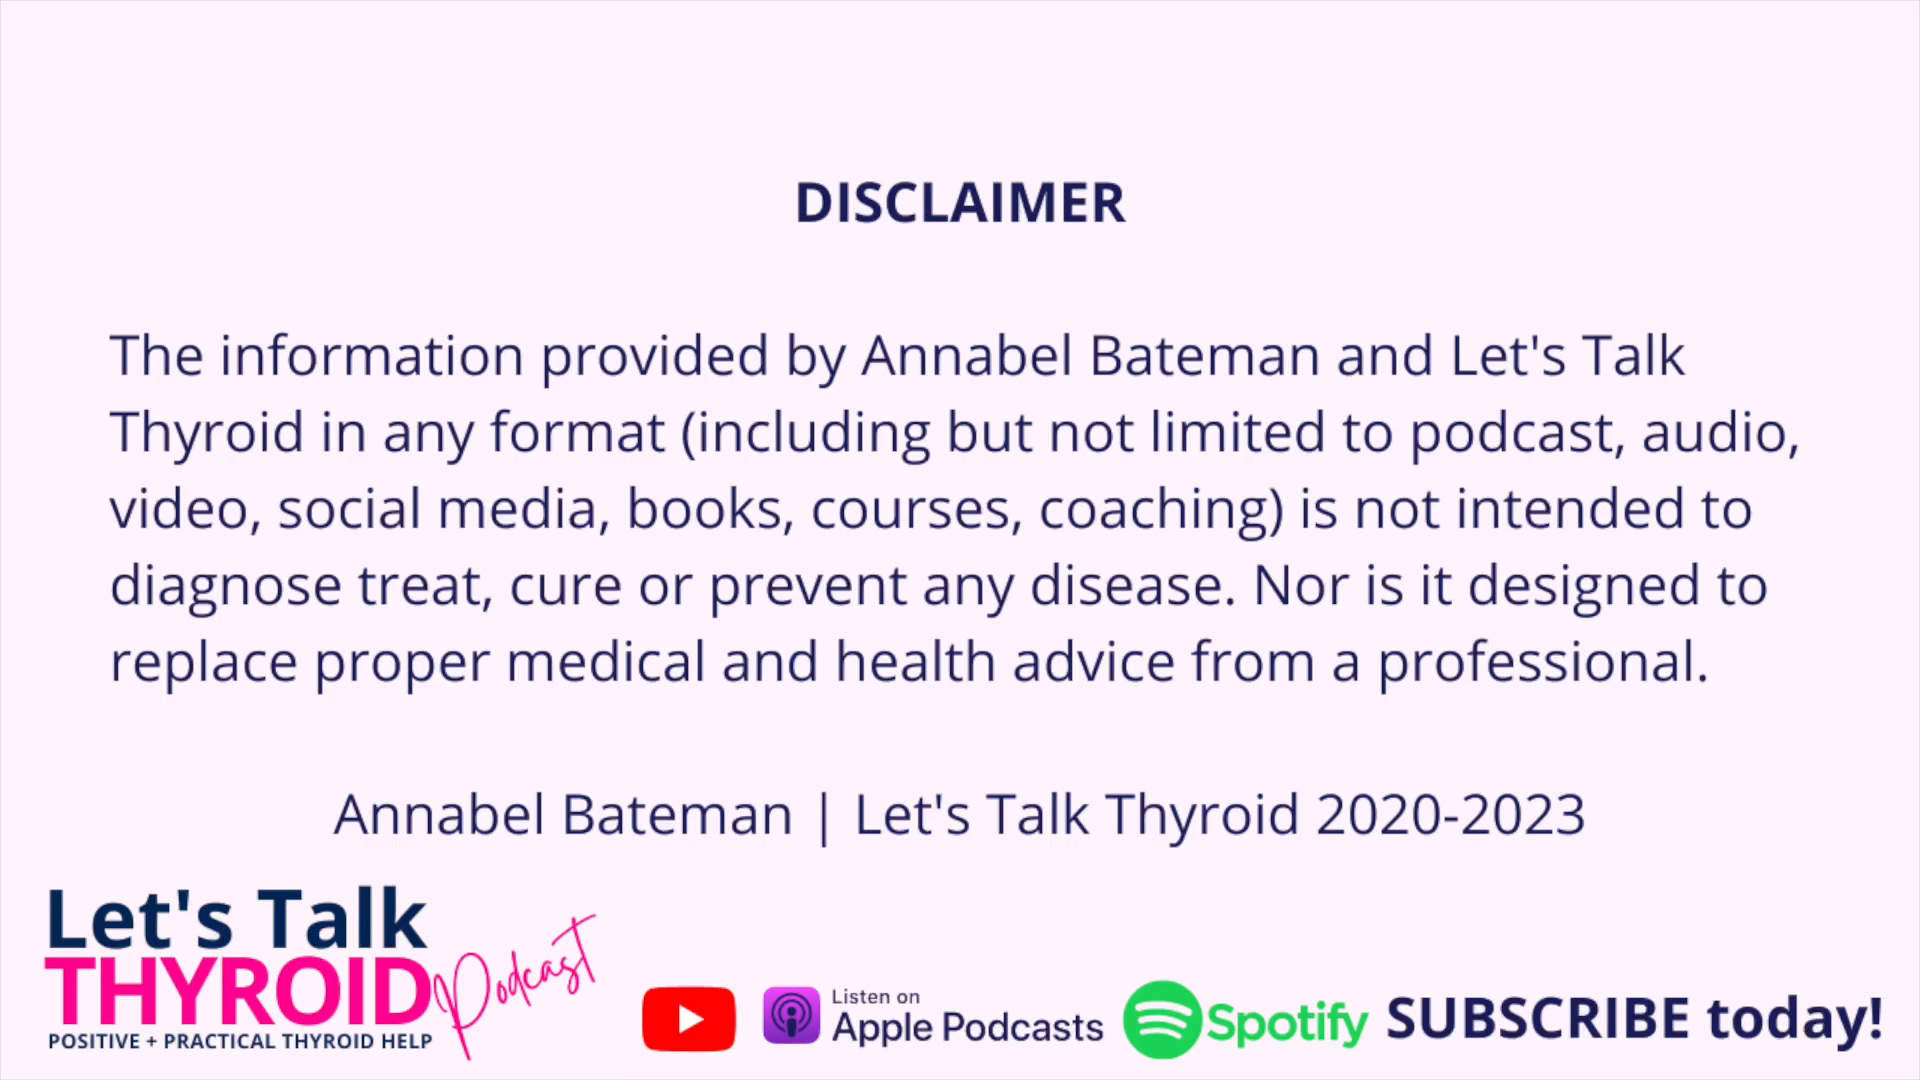 DISCLAIMER
The information provided by Annabel Bateman and Let's Talk
Thyroid in any format (including but not limited to podcast, audio,
video, social media, books, courses, coaching) is not intended to
diagnose treat, cure or prevent any disease. Nor is it designed to
replace proper medical and health advice from a professional.
Annabel Bateman | Let's Talk Thyroid 2020-2023
Let's Talk
THYROID Podcast
POSITIVE + PRACTICAL THYROID HELP
Listen on
Apple Podcasts
Spotify
SUBSCRIBE today!